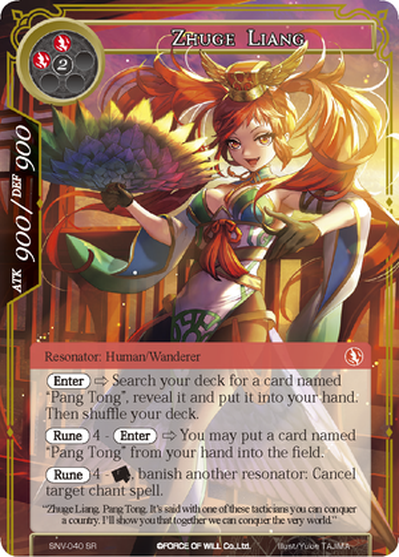 Zhuge Liang
2
ATK 900 / DEF 900
Resonator: Human/Wanderer
Enter ⇨ Search your deck for a card named
"Pang Tong", reveal it and put it into your hand.
Then shuffle your deck.
Rune 4 - Enter ⇨ You may put a card named
"Pang Tong" from your hand into the field.
Rune 4 - , banish another resonator: Cancel
target chant spell.
"Zhuge Liang, Pang Tong. It's said with one of these tacticians you can conquer
a country. I'll show you that together we can conquer the very world."
SNV-040 SR
©FORCE OF WILL Co.,Ltd.
Illust/Yukie TAJIMA